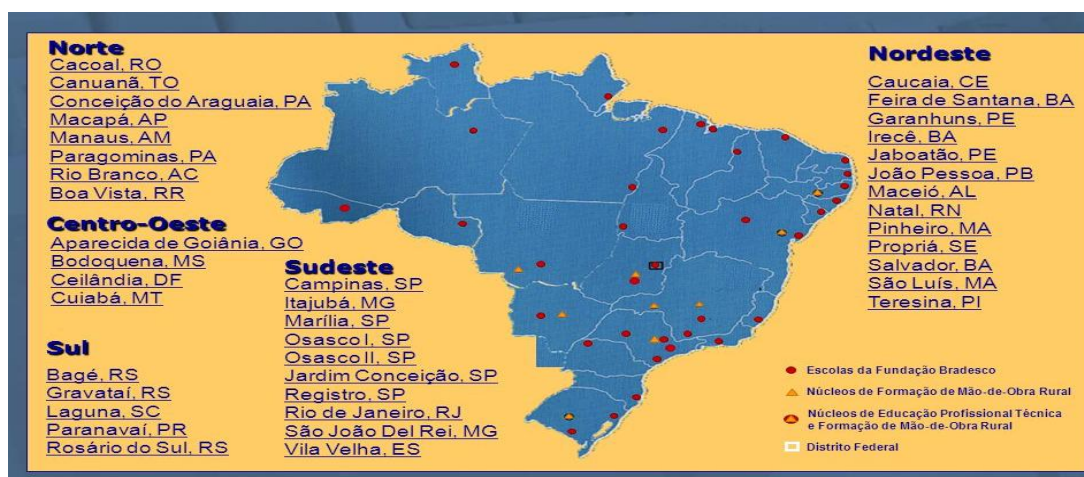 Norte
Cacoal, RO
Canuanã, TO
Conceição do Araguaia, PA
Macapá, AP
Manaus, AM
Paragominas, PA
Rio Branco, AC
Boa Vista, RR
Centro-Oeste
Aparecida de Goiânia, GO
Bodoquena, MS
Ceilândia, DF
Cuiabá, MT
Sul
Bagé, RS
Gravataí, RS
Laguna, SC
Paranavaí, PR
Rosário do Sul, RS
Sudeste
Campinas, SP
Itajubá, MG
Marília, SP
Osasco I, SP
Osasco II, SP
Jardim Conceição, SP
Registro, SP
Rio de Janeiro, RJ
São João Del Rei, MG
Vila Velha, ES
Nordeste
Caucaia, CE
Feira de Santana, BA
Garanhuns, PE
Irecê, BA
Jaboatão, PE
João Pessoa, PB
Maceió, AL
Natal, RN
Pinheiro, MA
Propriá, SE
Salvador, BA
São Luís, MA
Teresina, PI
Escolas da Fundação Bradesco
Núcleos de Formação de Mão-de-Obra Rural
Núcleos de Educação Profissional Técnica
e Formação de Mão-de-Obra Rural
Distrito Federal